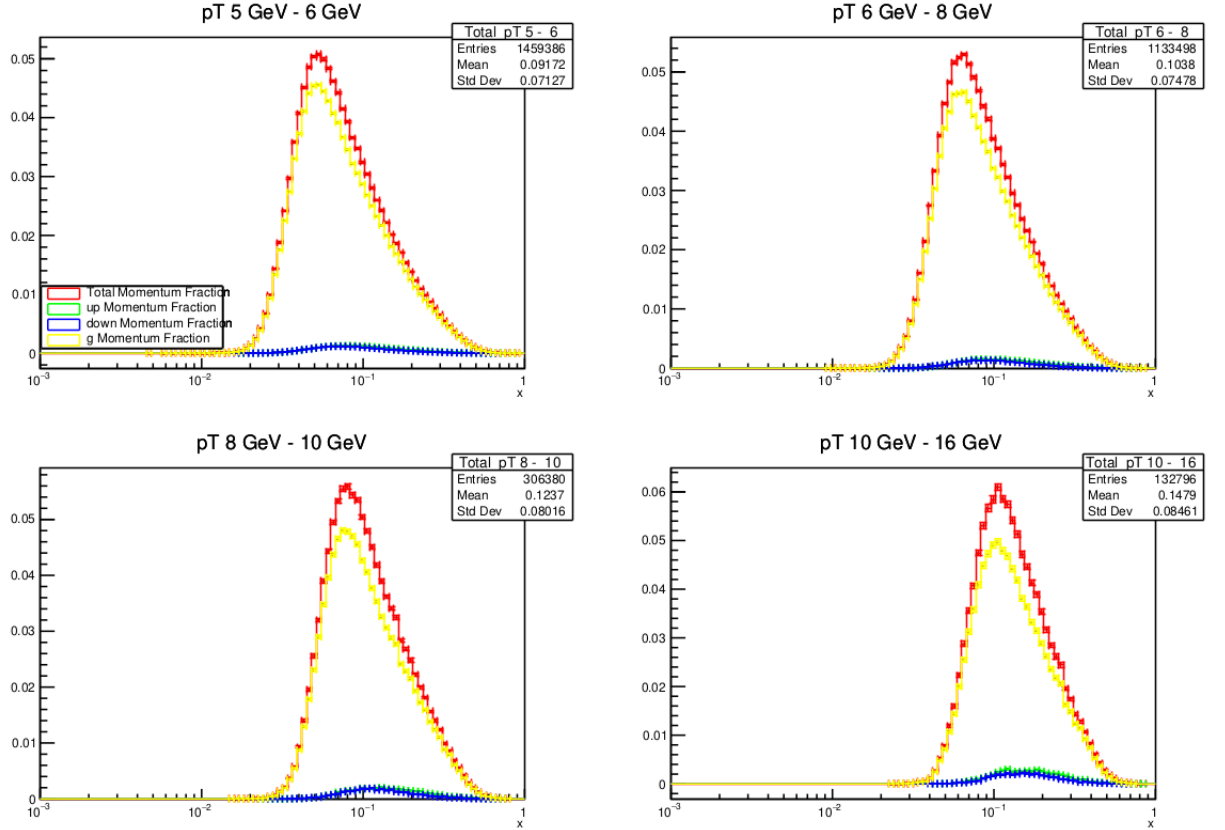 pT 5 GeV - 6 GeV
Total pT 5 - 6
Entries 1459386
Mean 0.09172
Std Dev 0.07127
0.05
0.04
0.03
0.02
0.01
0
Total Momentum Fraction
up Momentum Fraction
down Momentum Fraction
g Momentum Fraction
10⁻³ 10⁻² 10⁻¹ 1
x
pT 6 GeV - 8 GeV
Total pT 6 - 8
Entries 1133498
Mean 0.1038
Std Dev 0.07478
0.05
0.04
0.03
0.02
0.01
0
10⁻³ 10⁻² 10⁻¹ 1
x
pT 8 GeV - 10 GeV
Total pT 8 - 10
Entries 306380
Mean 0.1237
Std Dev 0.08016
0.05
0.04
0.03
0.02
0.01
0
10⁻³ 10⁻² 10⁻¹ 1
x
pT 10 GeV - 16 GeV
Total pT 10 - 16
Entries 132796
Mean 0.1479
Std Dev 0.08461
0.06
0.05
0.04
0.03
0.02
0.01
0
10⁻³ 10⁻² 10⁻¹ 1
x